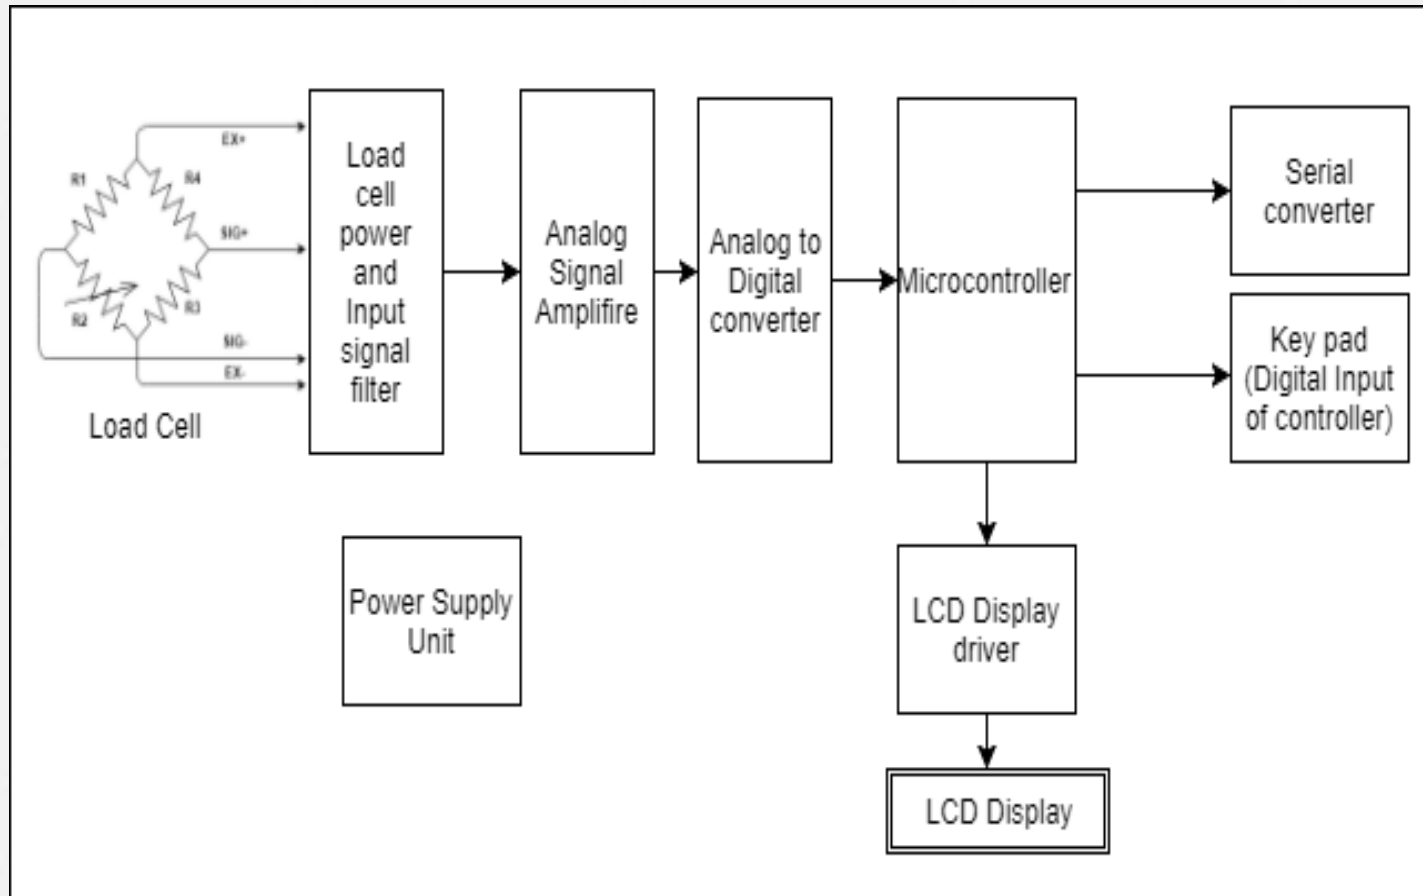 EX+
R1
R4
SIG+
R2
R3
SIG-
EX-
Load Cell
Load
cell
power
and
Input
signal
filter
Analog
Signal
Amplifire
Analog to
Digital
converter
Microcontroller
Serial
converter
Key pad
(Digital Input
of controller)
Power Supply
Unit
LCD Display
driver
LCD Display